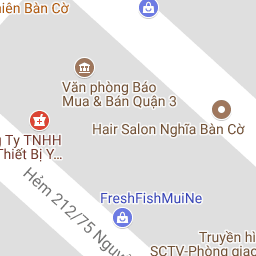 iên Bàn Cờ
Văn phòng Báo
Mua & Bán Quận 3
Hair Salon Nghĩa Bàn Cờ
g Ty TNHH
Thiết Bị Y...
Hẻm 212/75 Nguy
FreshFishMuiNe
Truyền hì
SCTV-Phòng giao